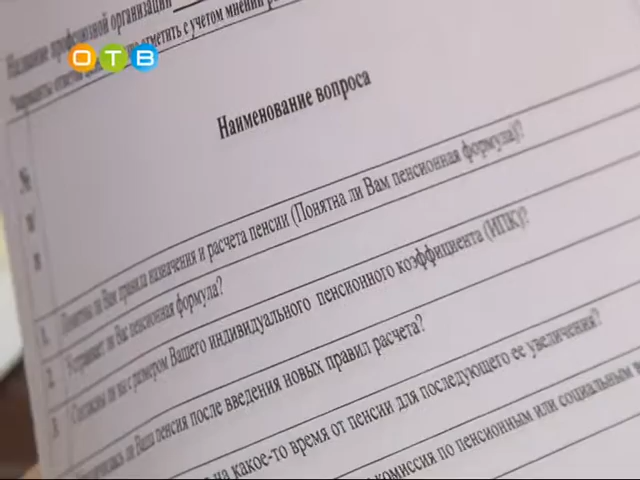 Название профсоюзной организации
отметить с учетом мнения
ОТВ
Наименование вопроса
№
п/
п
1. Понятны ли Вам правила назначения и расчета пенсии (Понятна ли Вам пенсионная формула)?
2. Устраивает ли Вас пенсионная формула?
3. Согласны ли вы с размером Вашего индивидуального пенсионного коэффициента (ИПК)?
ли Ваша пенсия после введения новых правил расчета?
на какое-то время от пенсии для последующего ее увеличения?
комиссия по пенсионным или социальным